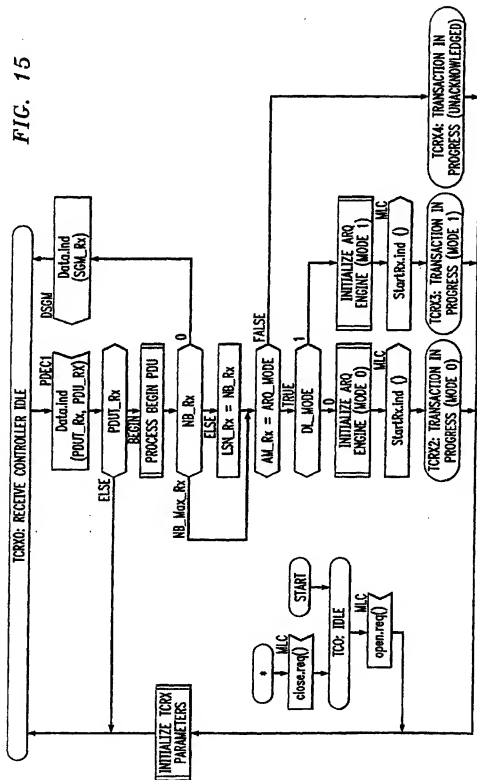 FIG. 15
TCRX0: RECEIVE CONTROLLER IDLE
PDEC1
Data.ind
(PDUT_Rx, PDU_RX)
DSGM
Data.ind
(SGM_Rx)
INITIALIZE TCRX
PARAMETERS
ELSE
PDUT_Rx
BEGIN
PROCESS BEGIN PDU
NB_Max_Rx
NB_Rx
0
ELSE
LSN_Rx = NB_Rx
AM_Rx = ARQ_MODE
FALSE
TRUE
DL_MODE
0
1
INITIALIZE ARQ
ENGINE (MODE 0)
MLC
StartRx.ind ()
INITIALIZE ARQ
ENGINE (MODE 1)
MLC
StartRx.ind ()
*
MLC
close.req()
START
TC0: IDLE
MLC
open.req()
TCRX2: TRANSACTION IN
PROGRESS (MODE 0)
TCRX3: TRANSACTION IN
PROGRESS (MODE 1)
TCRX4: TRANSACTION IN
PROGRESS
(UNACKNOWLEDGED)